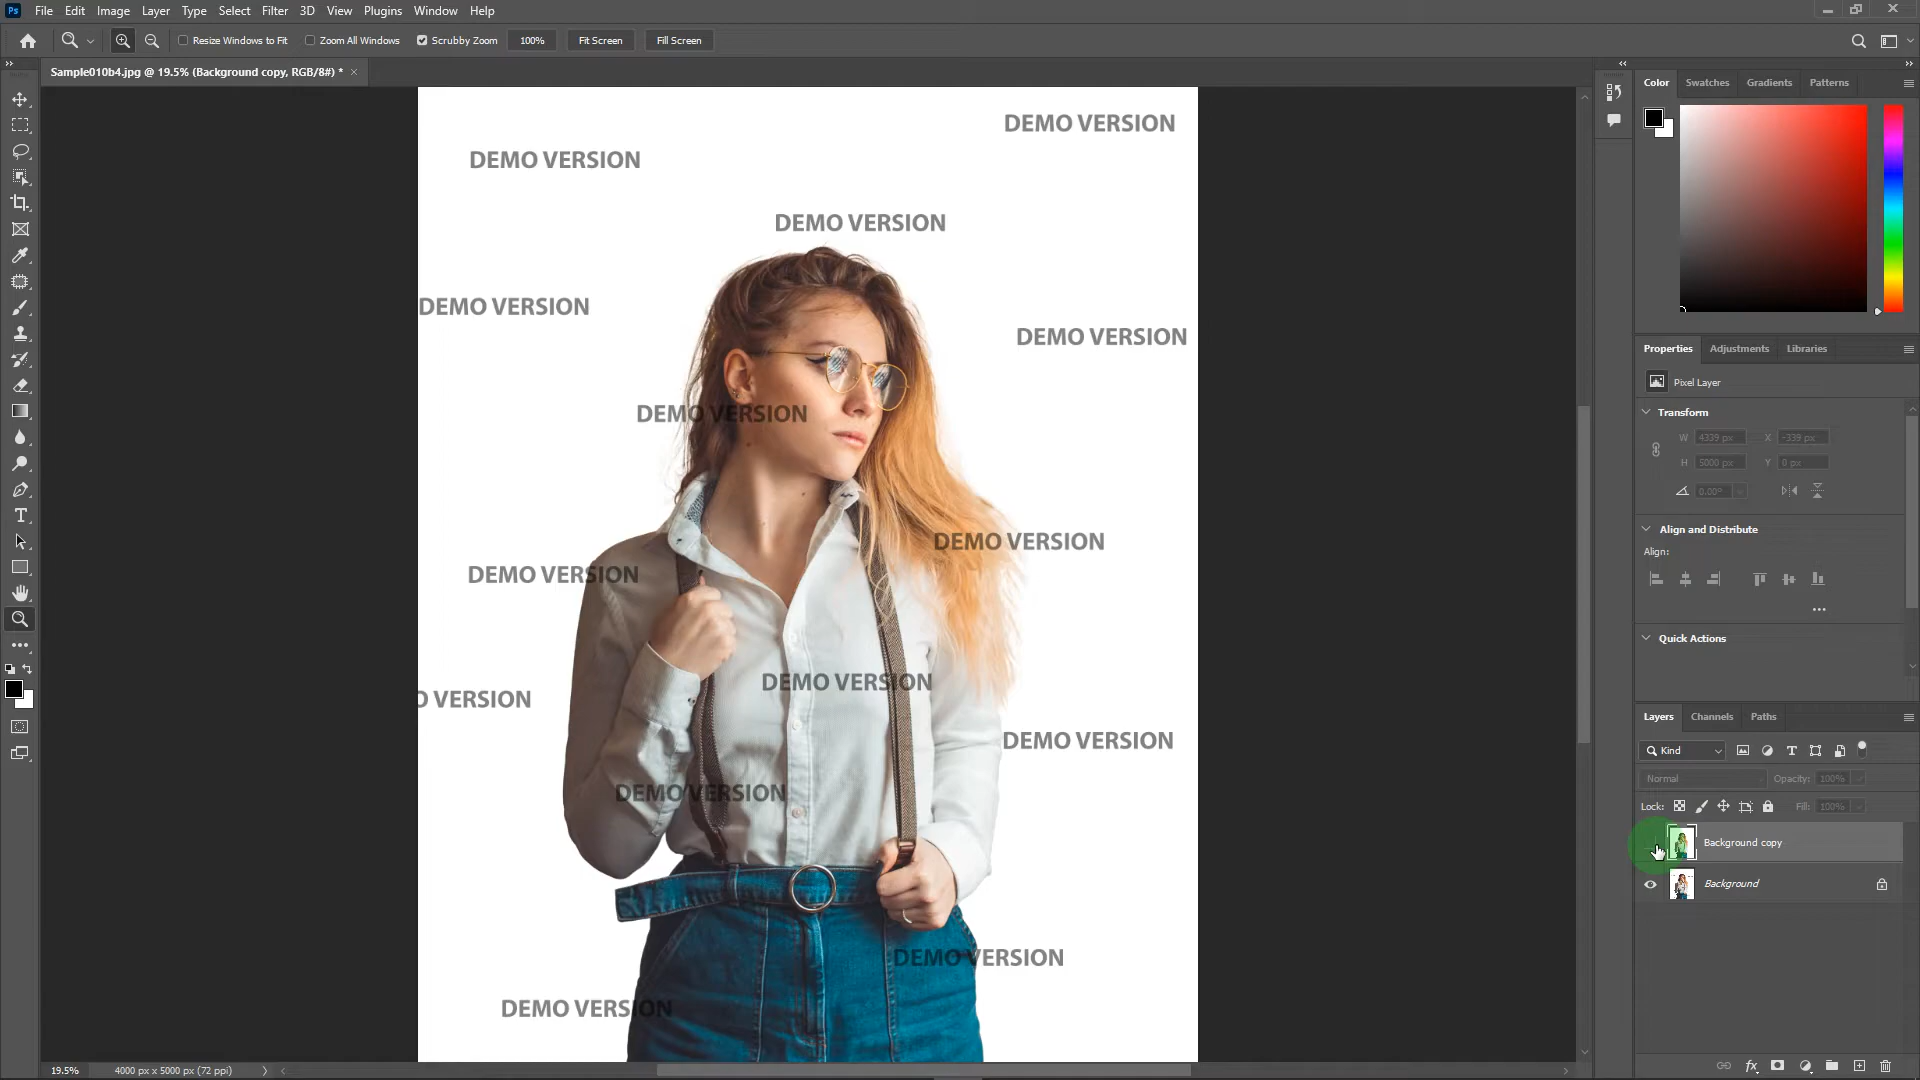 Ps File Edit Image Layer Type Select Filter 3D View Plugins Window Help
Resize Windows to Fit Zoom All Windows Scrubby Zoom 100% Fit Screen Fill Screen
Sample010b4.jpg @ 19.5% (Background copy, RGB/8#) * ×
Color Swatches Gradients Patterns
DEMO VERSION
DEMO VERSION
DEMO VERSION
DEMO VERSION
DEMO VERSION
DEMO VERSION
DEMO VERSION
DEMO VERSION
DEMO VERSION
O VERSION
DEMO VERSION
DEMO VERSION
DEMO VERSION
DEMO VERSION
Properties Adjustments Libraries
Pixel Layer
Transform
W 4339 px X -339 px
H 5000 px Y 0 px
0.00°
Align and Distribute
Align:
Quick Actions
Layers Channels Paths
Kind
Normal Opacity: 100%
Lock: Fill: 100%
Background copy
Background
fx
19.5% 4000 px x 5000 px (72 ppi)